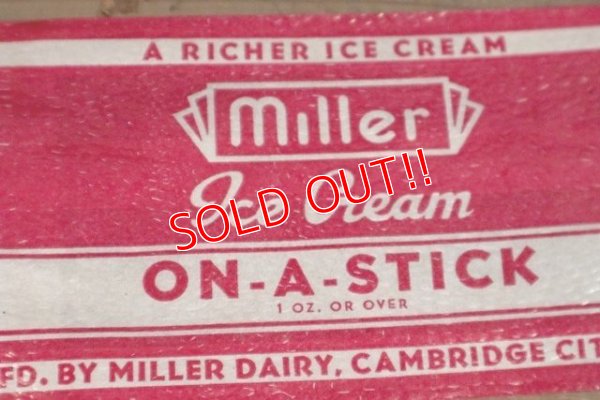 A RICHER ICE CREAM
Miller
Ice Cream
SOLD OUT!!
ON-A-STICK
1 OZ. OR OVER
FD. BY MILLER DAIRY, CAMBRIDGE CIT